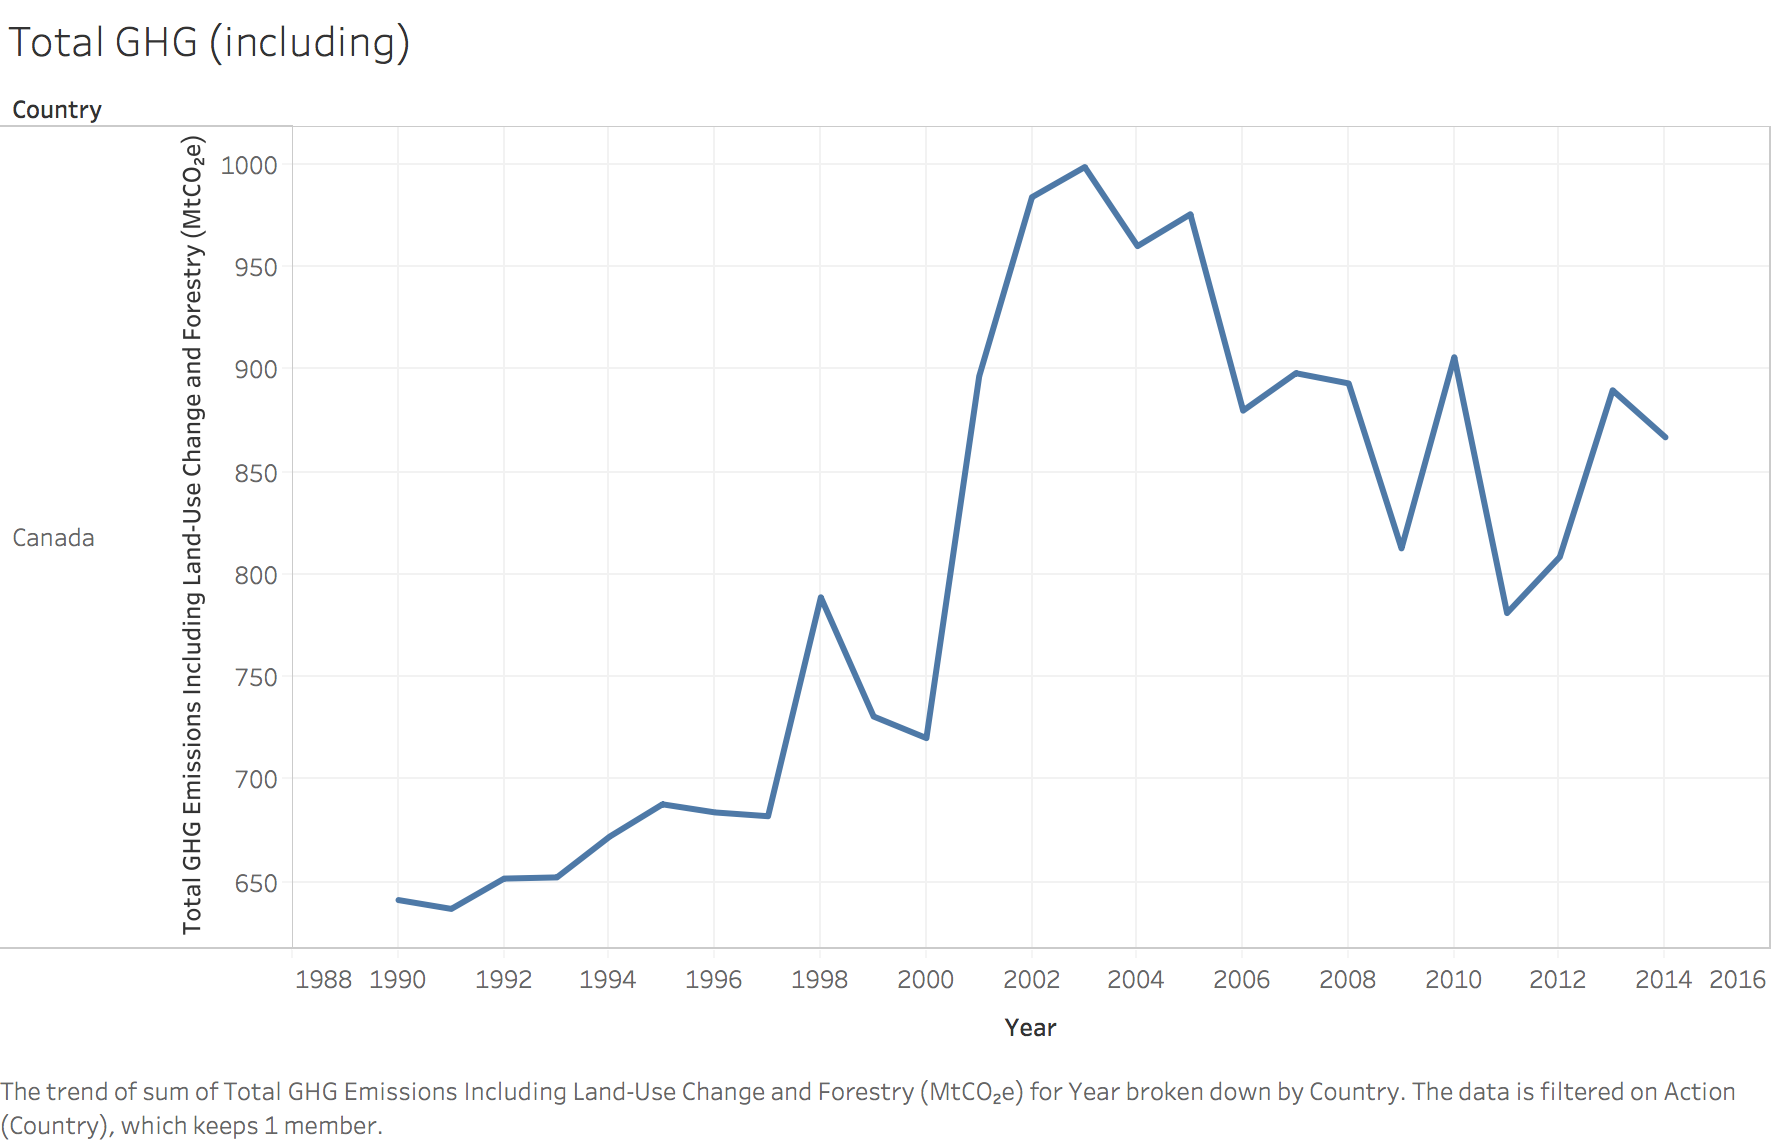 Total GHG (including)
Country
Canada
Total GHG Emissions Including Land-Use Change and Forestry (MtCO₂e)
1000
950
900
850
800
750
700
650
1988 1990 1992 1994 1996 1998 2000 2002 2004 2006 2008 2010 2012 2014 2016
Year
The trend of sum of Total GHG Emissions Including Land-Use Change and Forestry (MtCO₂e) for Year broken down by Country. The data is filtered on Action
(Country), which keeps 1 member.